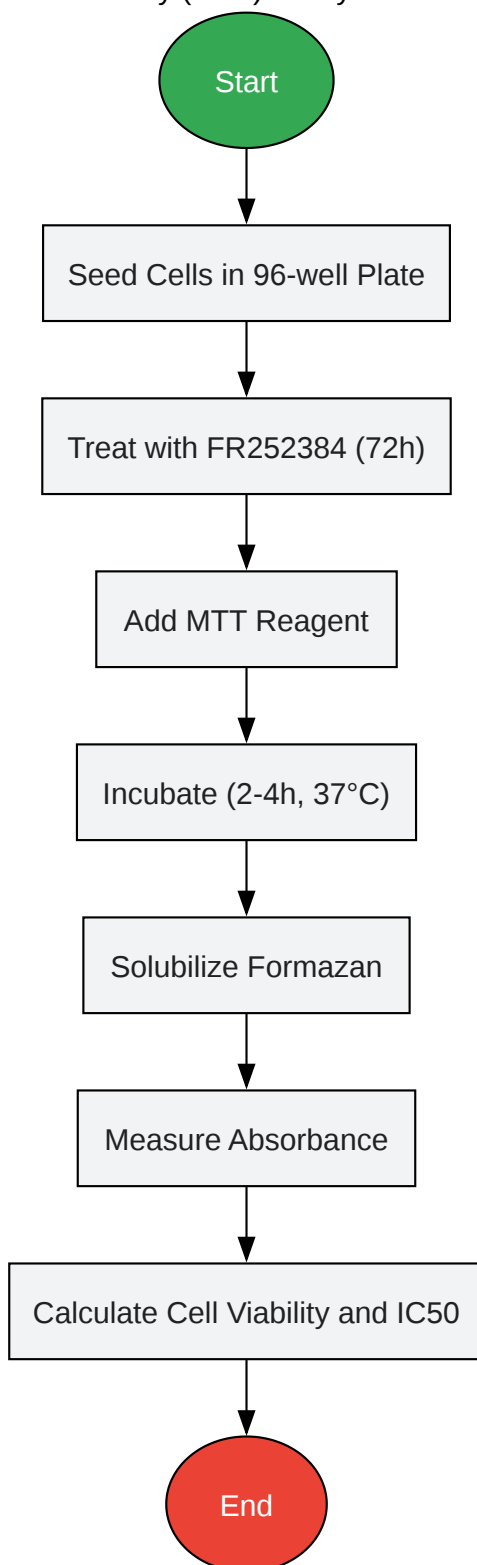 Start
Seed Cells in 96-well Plate
Treat with FR252384 (72h)
Add MTT Reagent
Incubate (2-4h, 37°C)
Solubilize Formazan
Measure Absorbance
Calculate Cell Viability and IC50
End